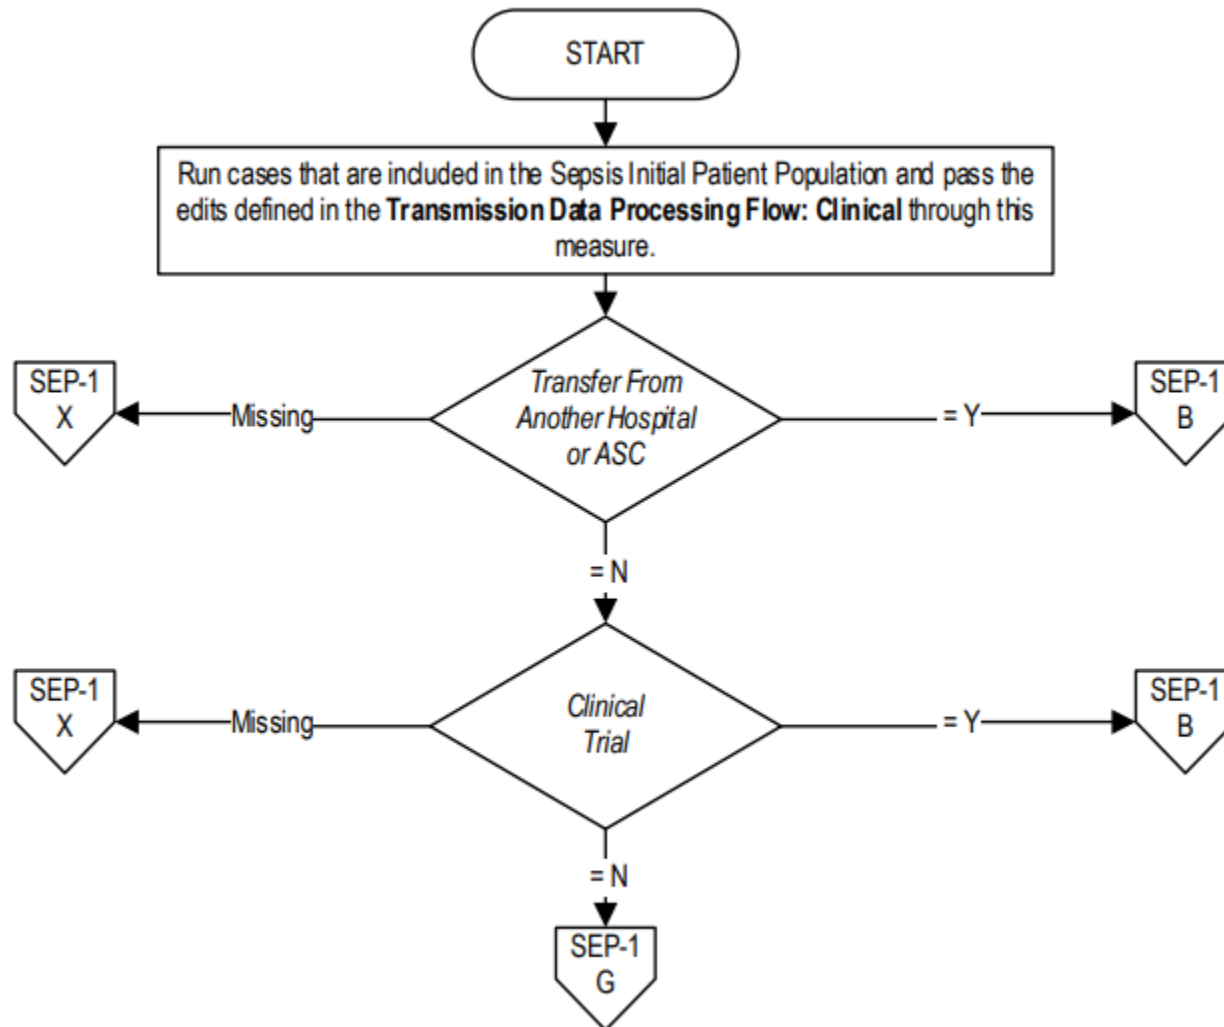 START
Run cases that are included in the Sepsis Initial Patient Population and pass the
edits defined in the Transmission Data Processing Flow: Clinical through this
measure.
SEP-1
X
Missing
Transfer From
Another Hospital
or ASC
= Y
SEP-1
B
= N
SEP-1
X
Missing
Clinical
Trial
= Y
SEP-1
B
= N
SEP-1
G